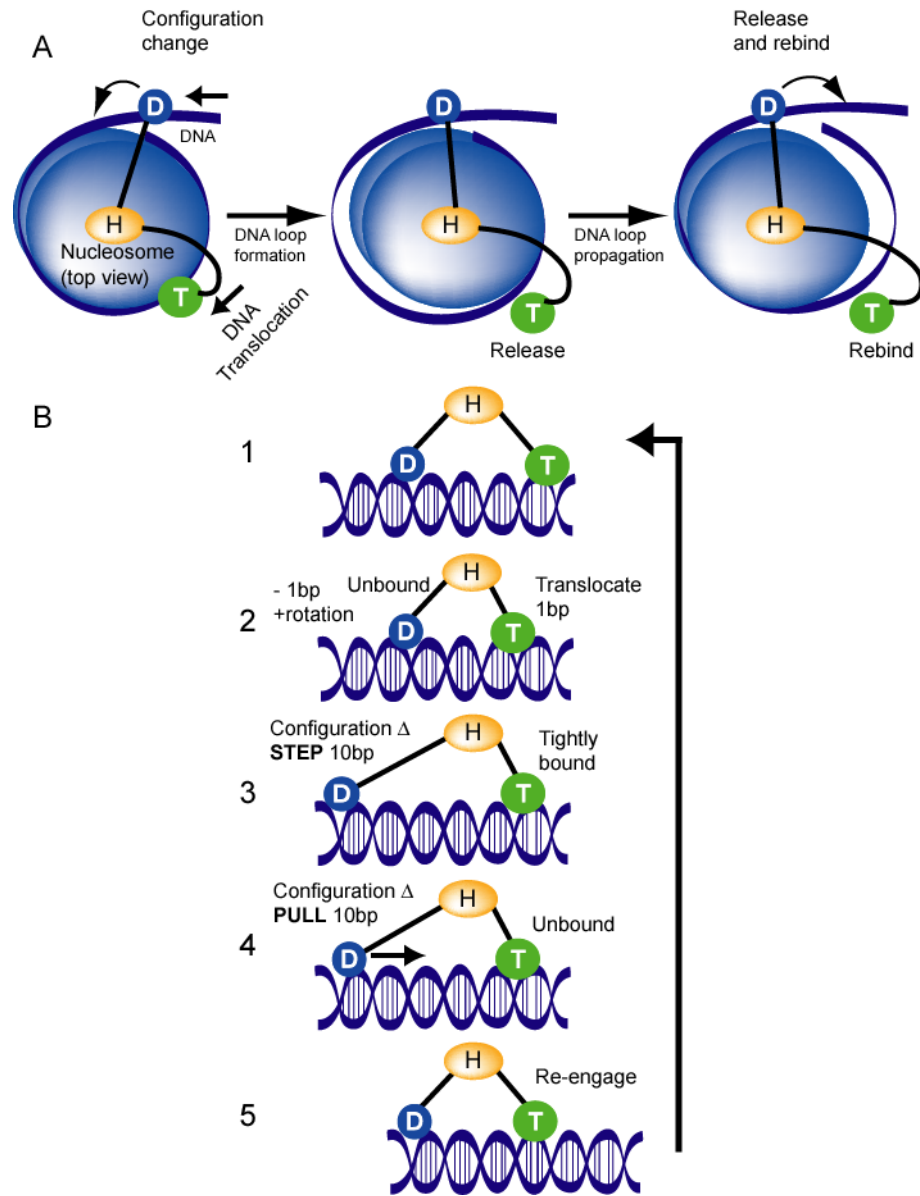 A
Configuration
change
D
DNA
H
Nucleosome
(top view)
T
DNA
Translocation
DNA loop
formation
D
H
T
Release
DNA loop
propagation
Release
and rebind
D
H
T
Rebind
B
1
H
D
T
2
- 1bp
+rotation
Unbound
H
Translocate
1bp
D
T
3
Configuration Δ
STEP 10bp
H
Tightly
bound
D
T
4
Configuration Δ
PULL 10bp
H
Unbound
D
T
5
H
Re-engage
D
T